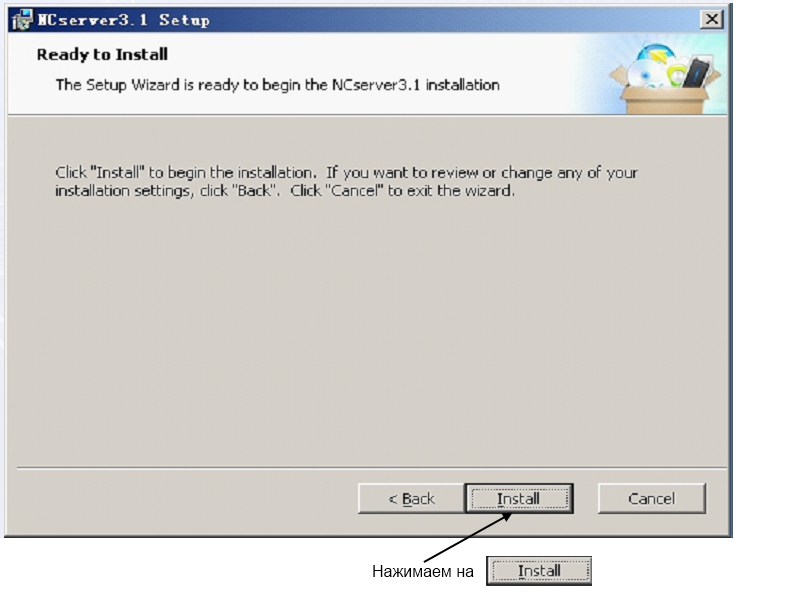 NCserver3.1 Setup
Ready to Install
The Setup Wizard is ready to begin the NCserver3.1 installation
Click "Install" to begin the installation. If you want to review or change any of your
installation settings, click "Back". Click "Cancel" to exit the wizard.
< Back Install Cancel
Нажимаем на Install